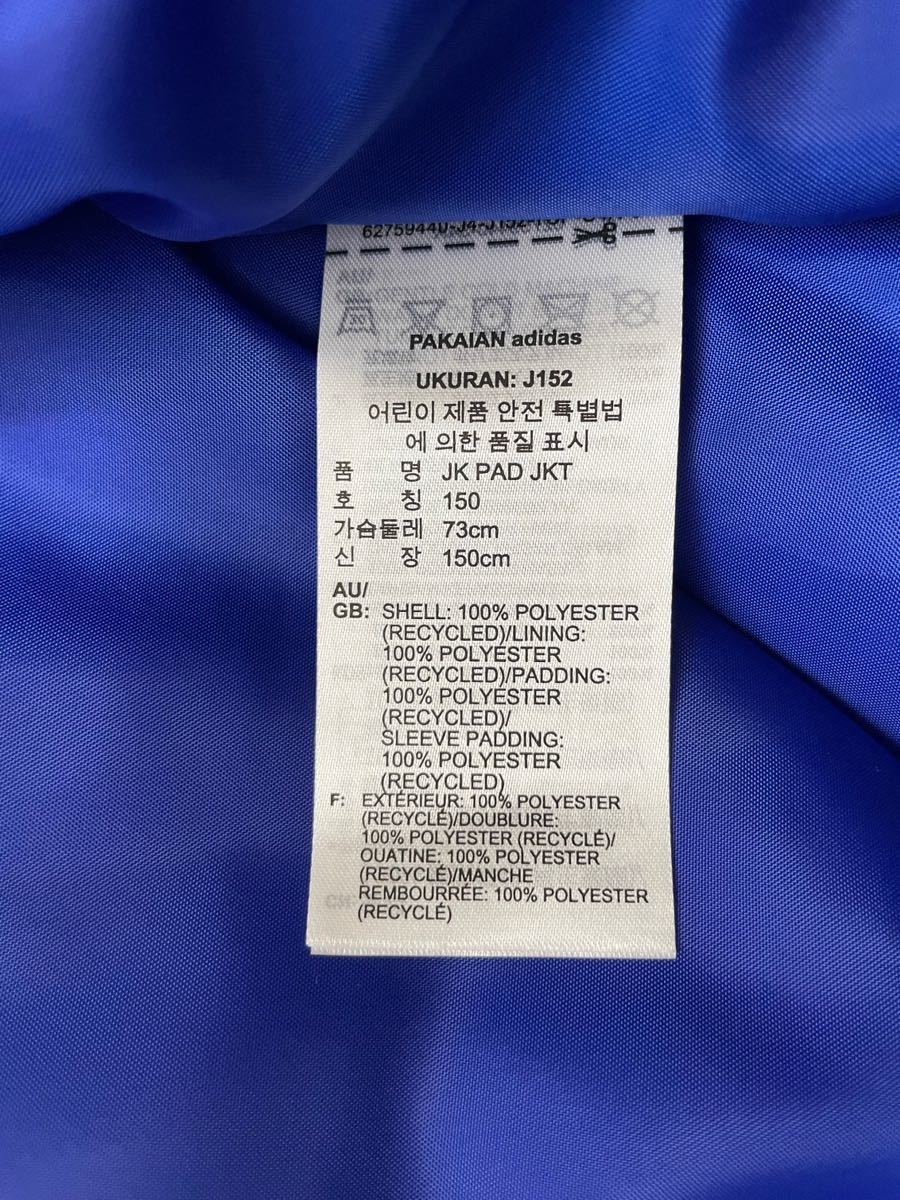 PAKAIAN adidas
UKURAN: J152
어린이 제품 안전 특별법
에 의한 품질 표시
품 명 JK PAD JKT
호 칭 150
가슴둘레 73cm
신 장 150cm
AU/
GB: SHELL: 100% POLYESTER
(RECYCLED)/LINING:
100% POLYESTER
(RECYCLED)/PADDING:
100% POLYESTER
(RECYCLED)/
SLEEVE PADDING:
100% POLYESTER
(RECYCLED)
F: EXTÉRIEUR: 100% POLYESTER
(RECYCLÉ)/DOUBLURE:
100% POLYESTER (RECYCLÉ)/
OUATINE: 100% POLYESTER
(RECYCLÉ)/MANCHE
REMBOURRÉE: 100% POLYESTER
(RECYCLÉ)